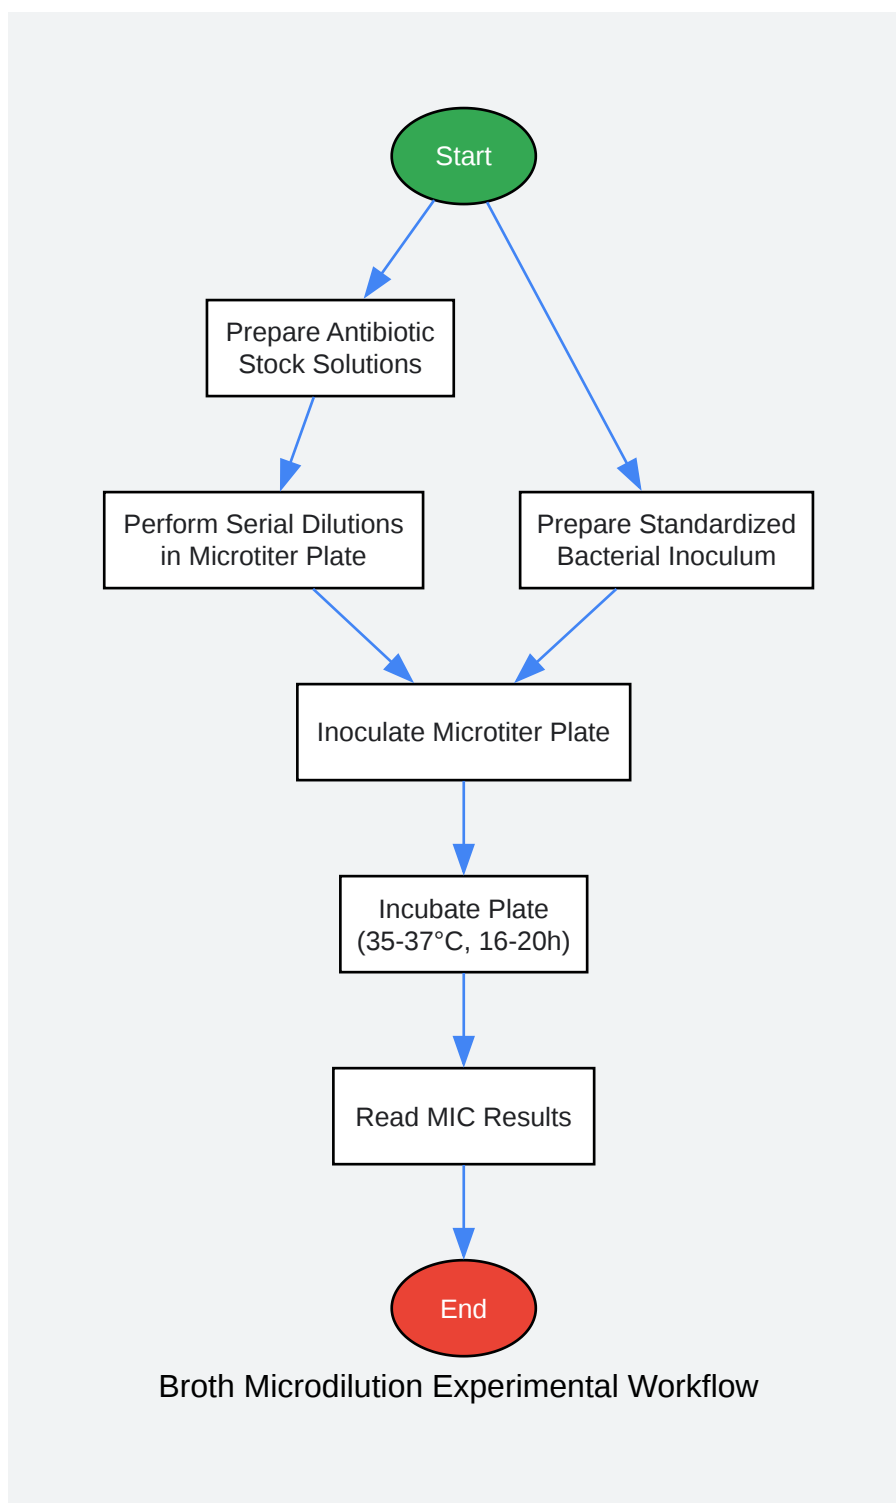 Start
Prepare Antibiotic
Stock Solutions
Perform Serial Dilutions
in Microtiter Plate
Prepare Standardized
Bacterial Inoculum
Inoculate Microtiter Plate
Incubate Plate
(35-37°C, 16-20h)
Read MIC Results
End
Broth Microdilution Experimental Workflow